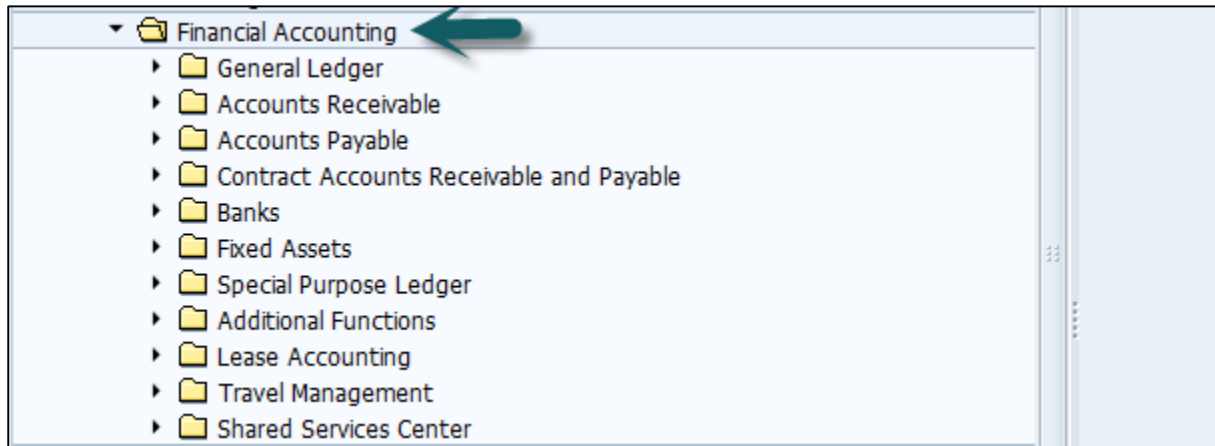 Financial Accounting
General Ledger
Accounts Receivable
Accounts Payable
Contract Accounts Receivable and Payable
Banks
Fixed Assets
Special Purpose Ledger
Additional Functions
Lease Accounting
Travel Management
Shared Services Center